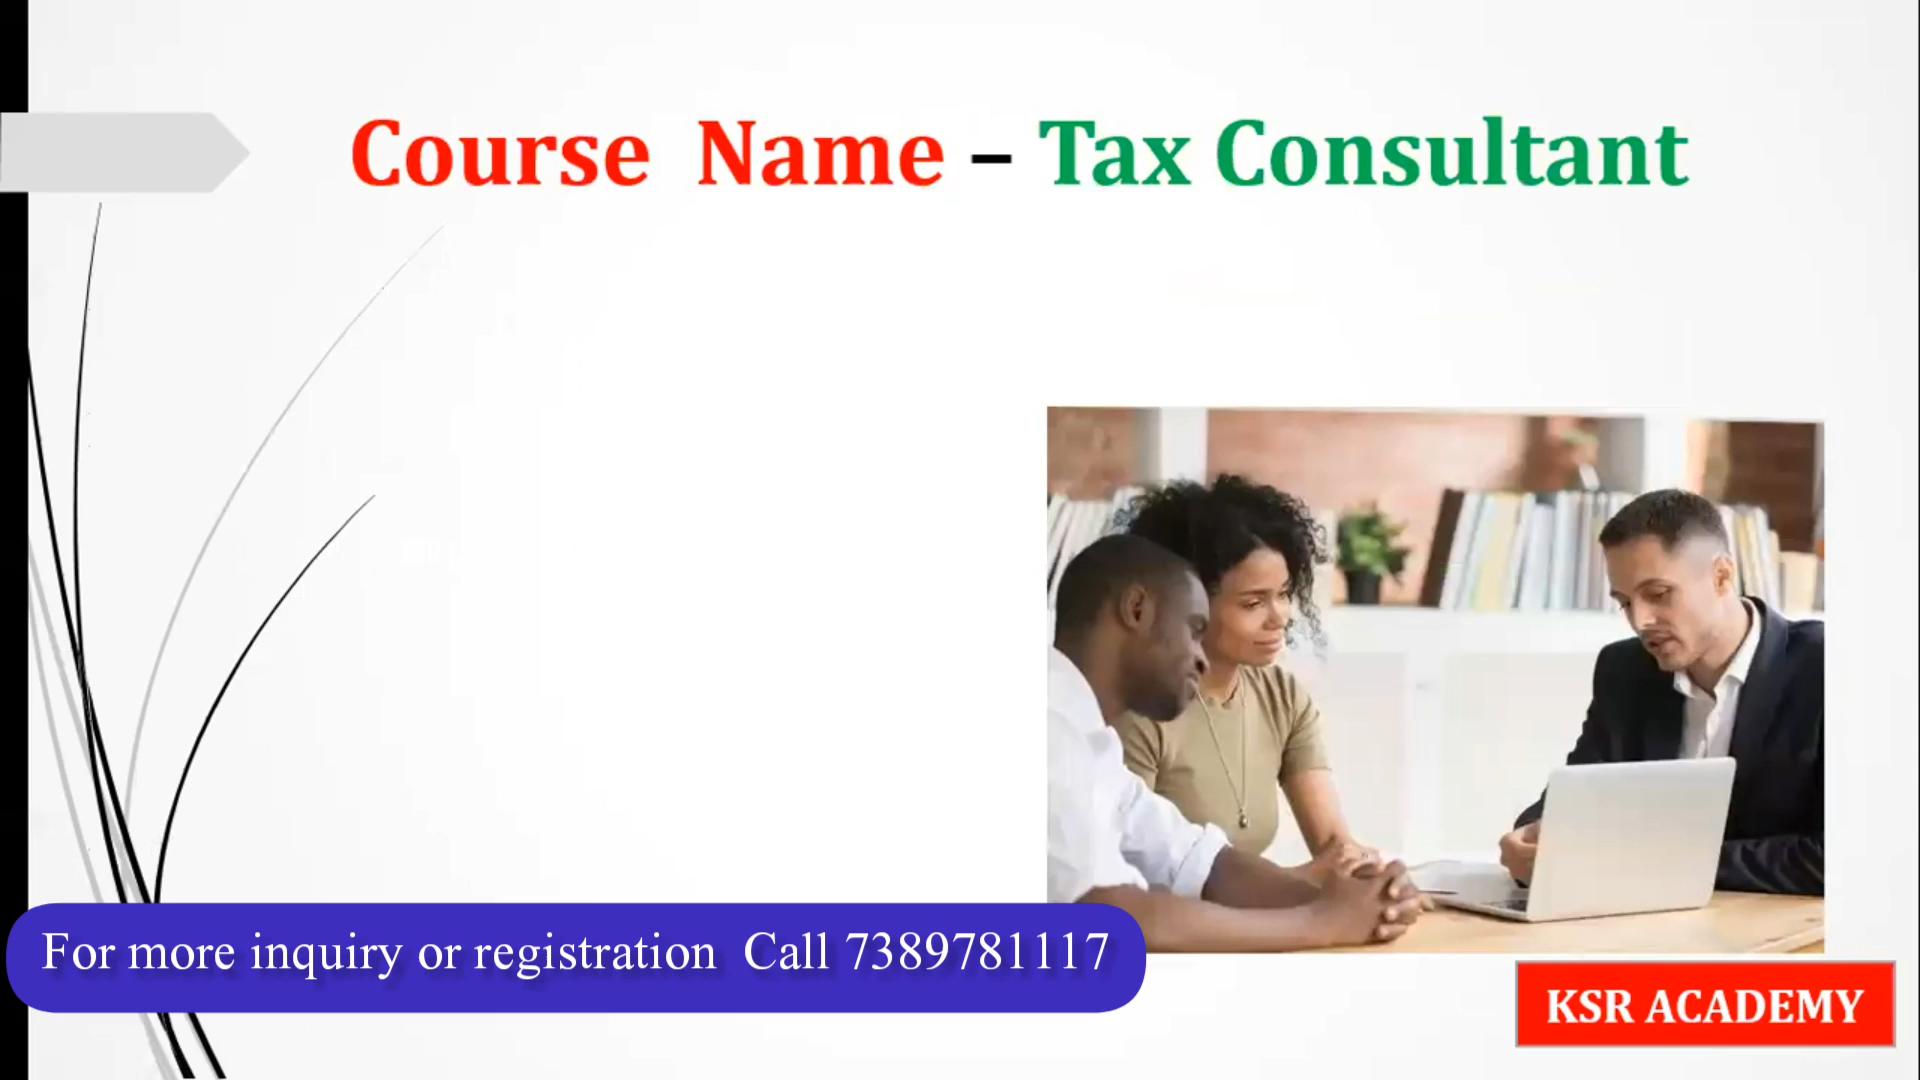 Course Name – Tax Consultant
For more inquiry or registration Call 7389781117
KSR ACADEMY